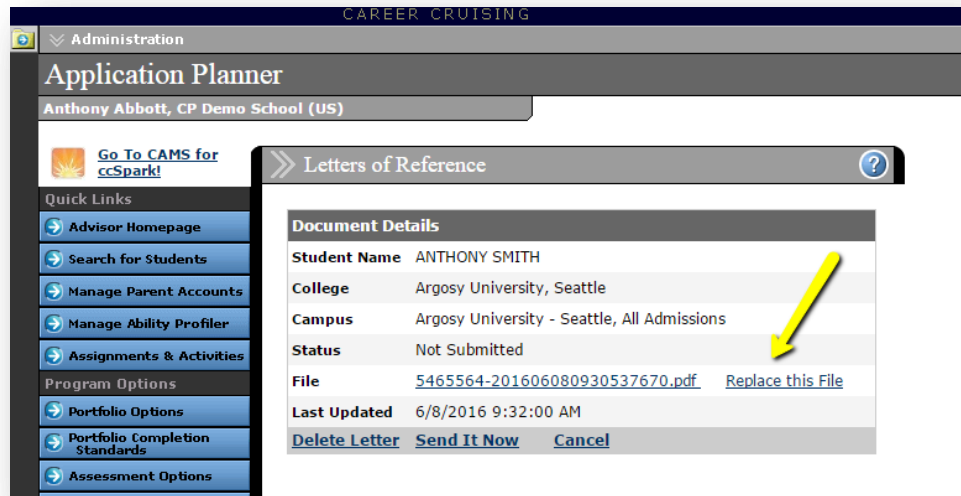 CAREER CRUISING
Administration
Application Planner
Anthony Abbott, CP Demo School (US)
Go To CAMS for
ccSpark!
Quick Links
Advisor Homepage
Search for Students
Manage Parent Accounts
Manage Ability Profiler
Assignments & Activities
Program Options
Portfolio Options
Portfolio Completion
Standards
Assessment Options
Letters of Reference
?
Document Details
Student Name ANTHONY SMITH
College Argosy University, Seattle
Campus Argosy University - Seattle, All Admissions
Status Not Submitted
File 5465564-201606080930537670.pdf Replace this File
Last Updated 6/8/2016 9:32:00 AM
Delete Letter Send It Now Cancel